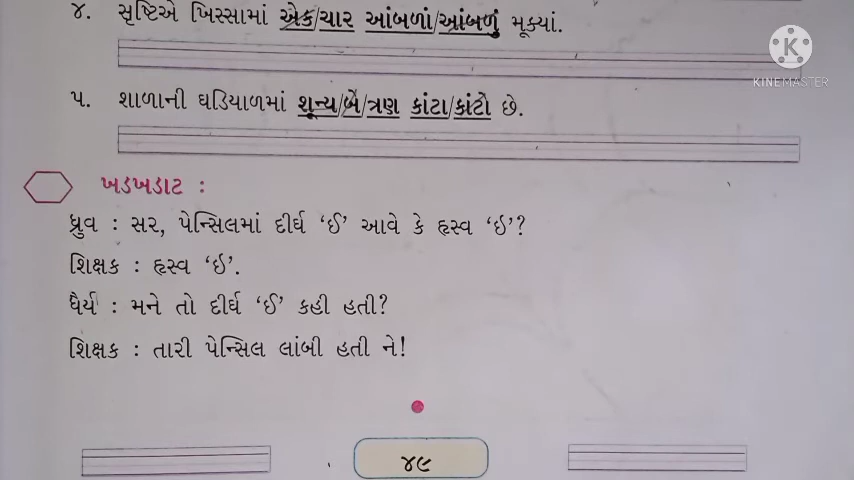 ૪. સૃષ્ટિએ ખિસ્સામાં એક/ચાર આંબળાં/આંબળું મૂક્યાં.
KINEMASTER
૫. શાળાની ઘડિયાળમાં શૂન્ય/બે/ત્રણ કાંટા/કાંટો છે.
ખડખડાટ :
ધ્રુવ : સર, પેન્સિલમાં દીર્ઘ ‘ઈ’ આવે કે હ્રસ્વ ‘ઇ’?
શિક્ષક : હ્રસ્વ ‘ઇ’.
ધૈર્ય : મને તો દીર્ઘ ‘ઈ’ કહી હતી?
શિક્ષક : તારી પેન્સિલ લાંબી હતી ને!
૪૯